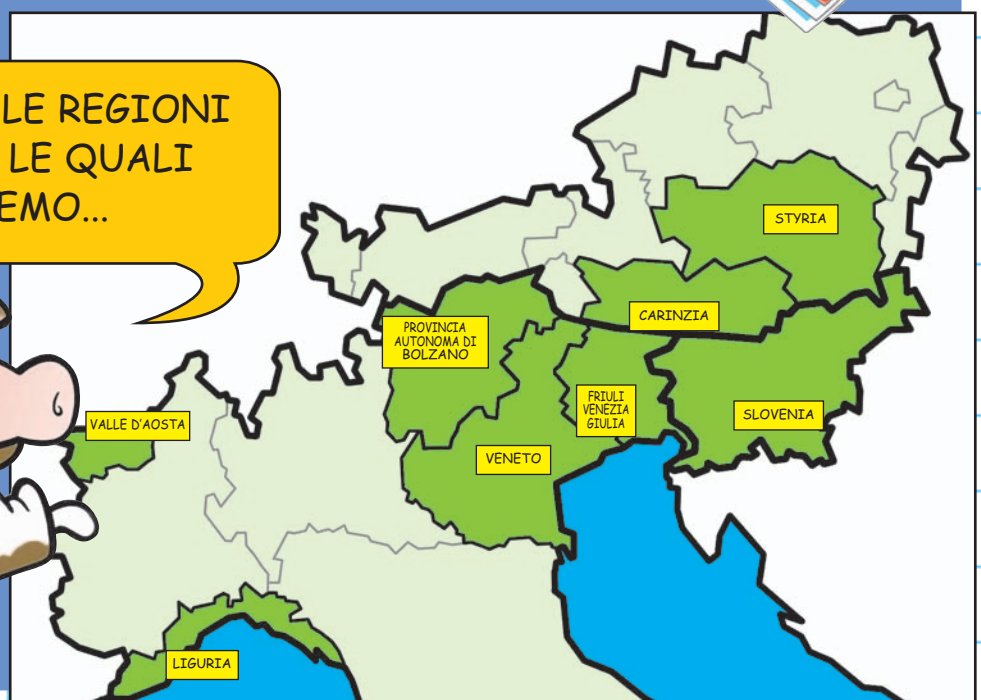 LE REGIONI
LE QUALI
EMO...
STYRIA
CARINZIA
PROVINCIA
AUTONOMA DI
BOLZANO
FRIULI
VENEZIA
GIULIA
SLOVENIA
VALLE D'AOSTA
VENETO
LIGURIA